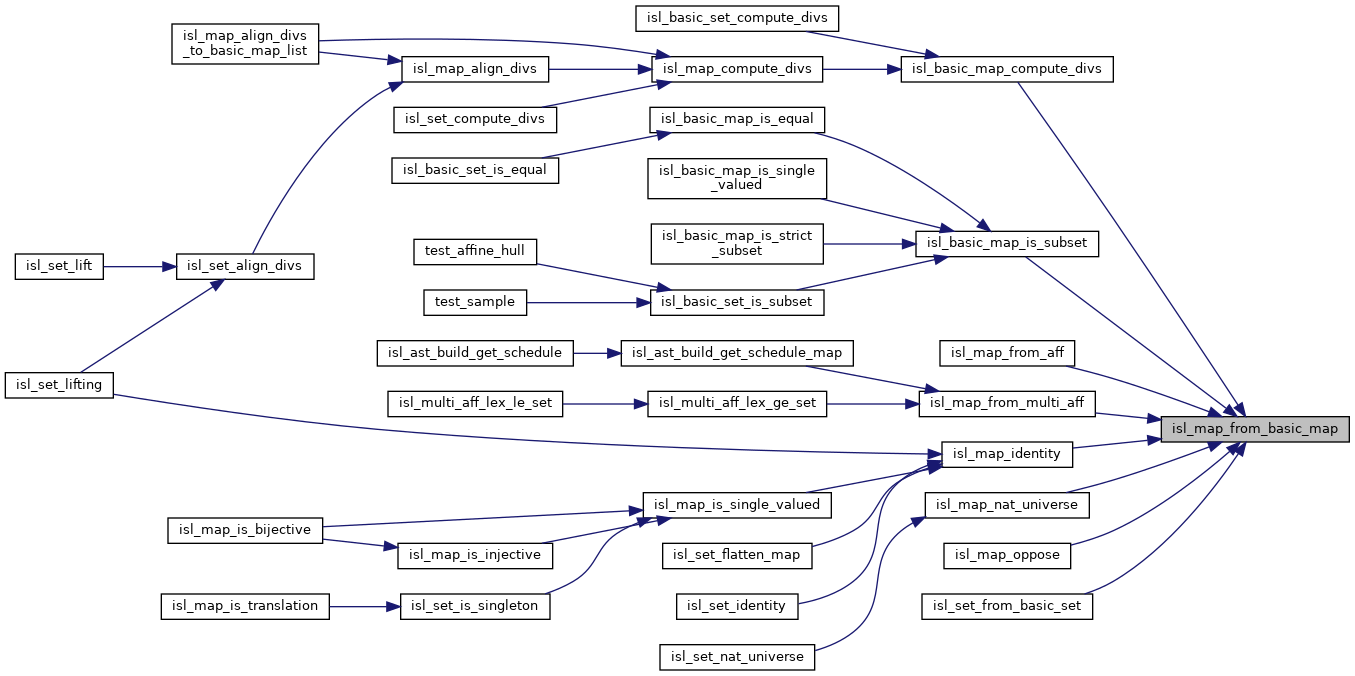 isl_basic_set_compute_divs
isl_map_align_divs
_to_basic_map_list
isl_map_align_divs
isl_map_compute_divs
isl_basic_map_compute_divs
isl_set_compute_divs
isl_basic_map_is_equal
isl_basic_set_is_equal
isl_basic_map_is_single
_valued
isl_basic_map_is_strict
_subset
isl_basic_map_is_subset
test_affine_hull
isl_set_lift
isl_set_align_divs
test_sample
isl_basic_set_is_subset
isl_ast_build_get_schedule
isl_ast_build_get_schedule_map
isl_map_from_aff
isl_set_lifting
isl_multi_aff_lex_le_set
isl_multi_aff_lex_ge_set
isl_map_from_multi_aff
isl_map_from_basic_map
isl_map_identity
isl_map_is_single_valued
isl_map_nat_universe
isl_map_is_bijective
isl_map_is_injective
isl_set_flatten_map
isl_map_oppose
isl_map_is_translation
isl_set_is_singleton
isl_set_identity
isl_set_from_basic_set
isl_set_nat_universe